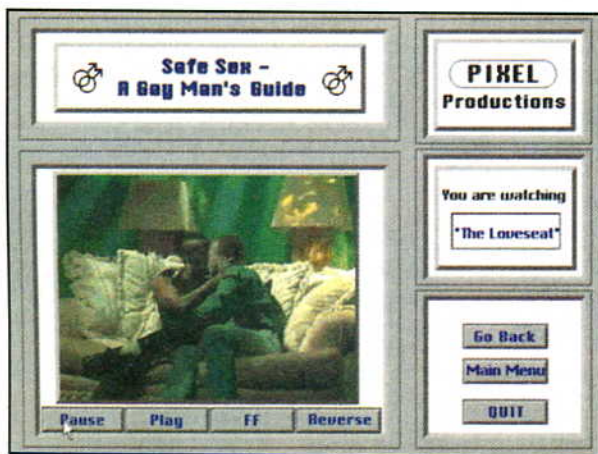 Safe Sex -
A Gay Man's Guide
PIXEL
Productions
You are watching
"The Loveseat"
Go Back
Main Menu
QUIT
Pause
Play
FF
Reverse